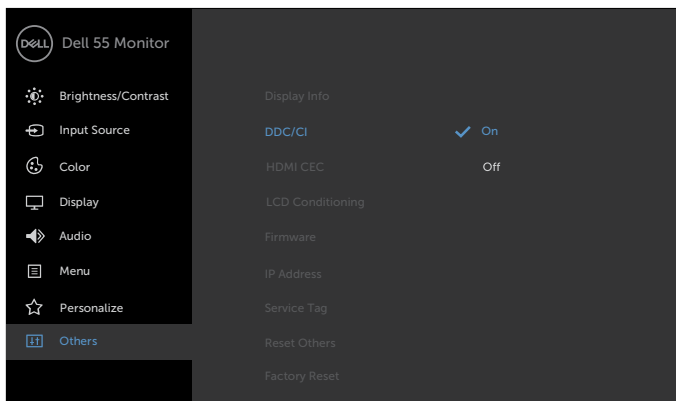 DELL Dell 55 Monitor
Brightness/Contrast
Input Source
Color
Display
Audio
Menu
Personalize
Others
Display Info
DDC/CI ✓ On
HDMI CEC Off
LCD Conditioning
Firmware
IP Address
Service Tag
Reset Others
Factory Reset